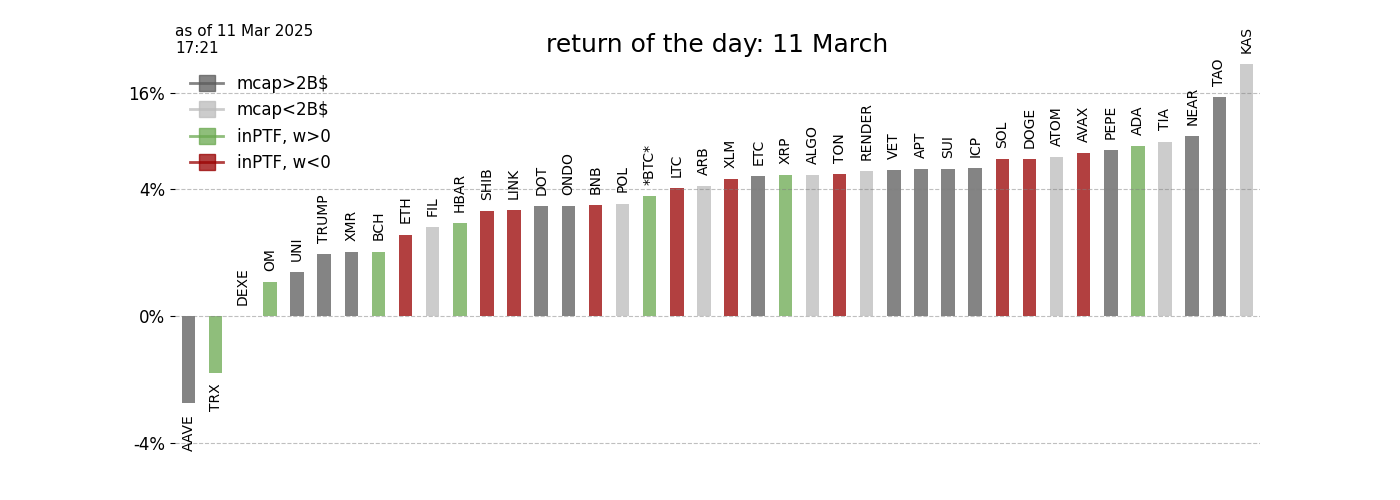 as of 11 Mar 2025
17:21
return of the day: 11 March
mcap>2B$
mcap<2B$
inPTF, w>0
inPTF, w<0
16%
4%
0%
-4%
AAVE
TRX
DEXE
OM
UNI
TRUMP
XMR
BCH
ETH
FIL
HBAR
SHIB
LINK
DOT
ONDO
BNB
POL
*BTC*
LTC
ARB
XLM
ETC
XRP
ALGO
TON
RENDER
VET
APT
SUI
ICP
SOL
DOGE
ATOM
AVAX
PEPE
ADA
TIA
NEAR
TAO
KAS